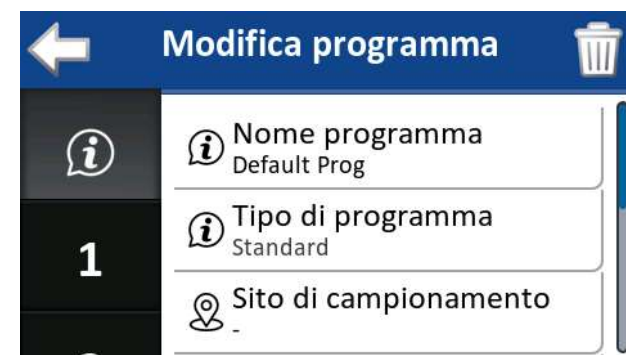 Modifica programma
Nome programma
Default Prog
Tipo di programma
Standard
1
Sito di campionamento
-